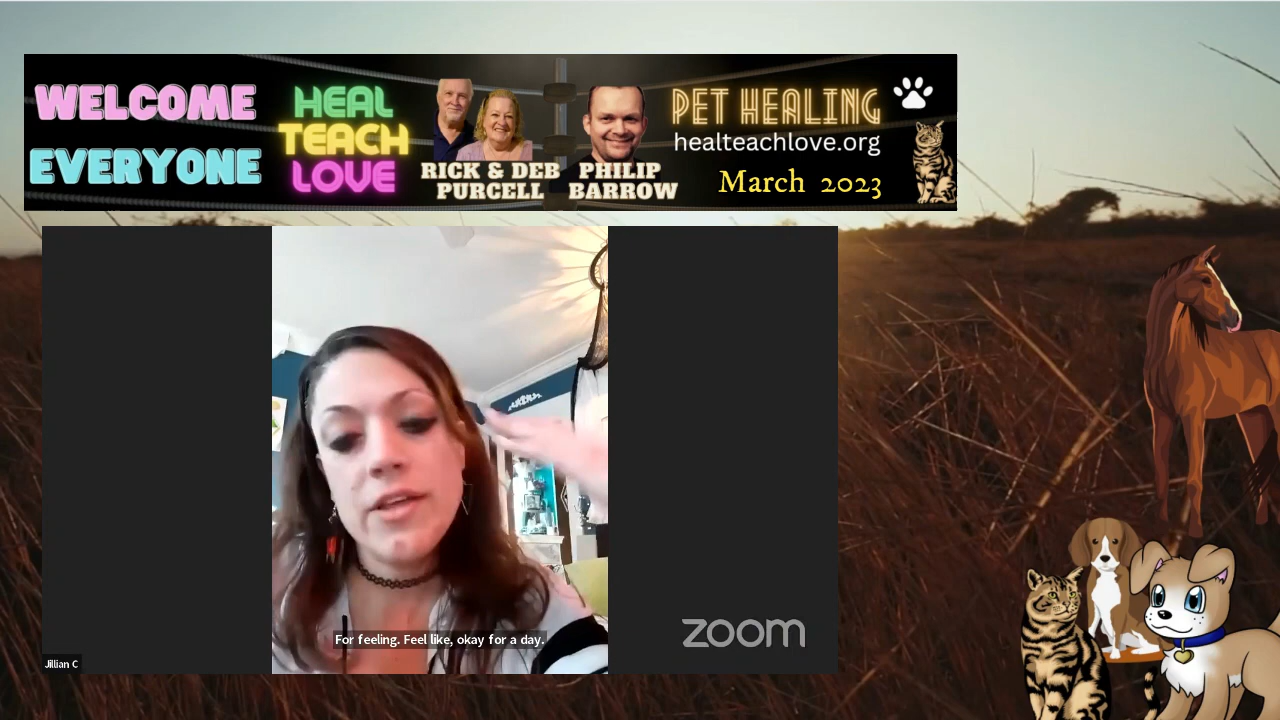 WELCOME
EVERYONE
HEAL
TEACH
LOVE
RICK & DEB
PURCELL
PHILIP
BARROW
PET HEALING
healteachlove.org
March 2023
For feeling. Feel like, okay for a day.
Jillian C
zoom